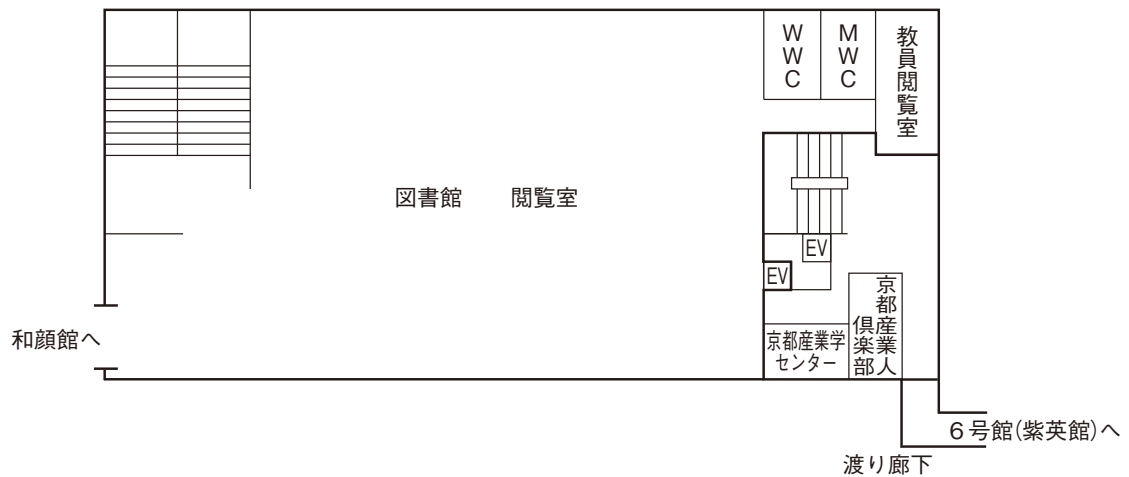 WWC
MWC
教員閲覧室
図書館　閲覧室
EV
EV
和顔館へ
京都産業学
センター
京都産業人
倶楽部
６号館(紫英館)へ
渡り廊下